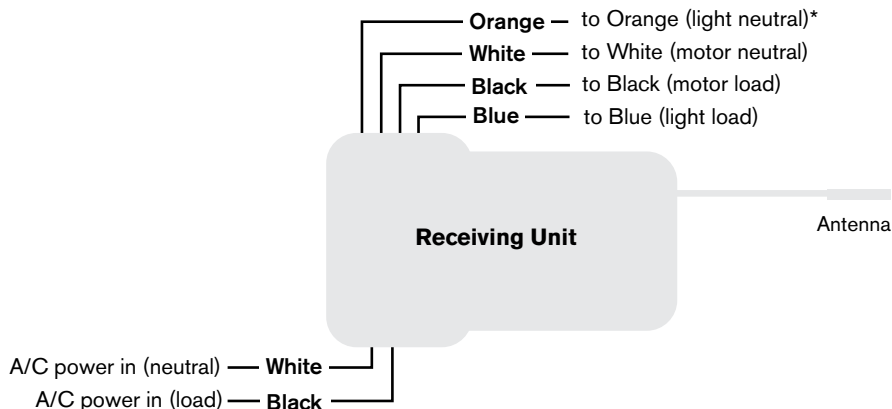 Orange to Orange (light neutral)*
White to White (motor neutral)
Black to Black (motor load)
Blue to Blue (light load)
Antenna
Receiving Unit
A/C power in (neutral) White
A/C power in (load) Black